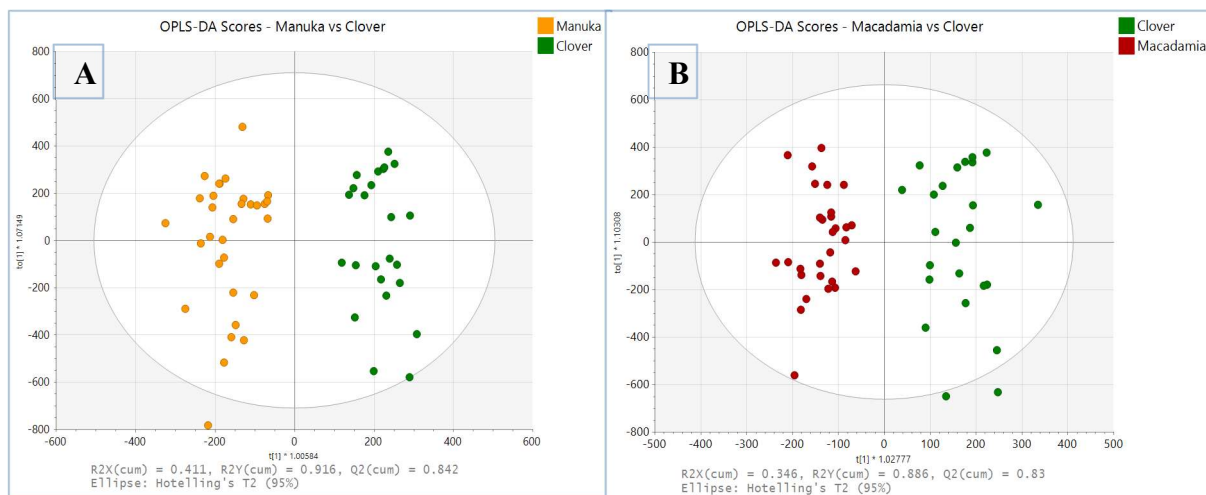 OPLS-DA Scores - Manuka vs Clover
Manuka
Clover
A
800
600
400
200
0
-200
-400
-600
-800
to[1] * 1.07149
-600 -400 -200 0 200 400 600
t[1] * 1.00584
R2X(cum) = 0.411, R2Y(cum) = 0.916, Q2(cum) = 0.842
Ellipse: Hotelling's T2 (95%)
OPLS-DA Scores - Macadamia vs Clover
Clover
Macadamia
B
800
600
400
200
0
-200
-400
-600
-800
to[1] * 1.10308
-500 -400 -300 -200 -100 0 100 200 300 400 500
t[1] * 1.02777
R2X(cum) = 0.346, R2Y(cum) = 0.886, Q2(cum) = 0.83
Ellipse: Hotelling's T2 (95%)